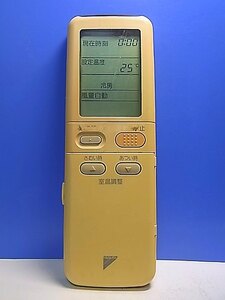 現在時刻 0:00
設定温度
25°
冷房
風量自動
止
さむい時 あつい時
室温調整